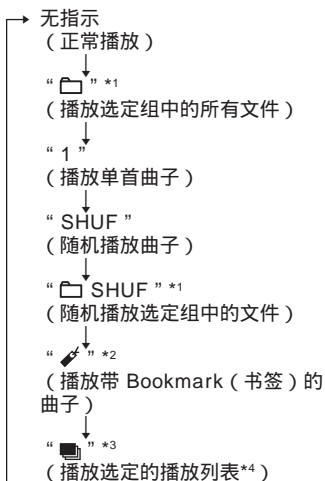 无指示
（正常播放）
“ ” *1
（播放选定组中的所有文件）
“ 1 ”
（播放单首曲子）
“ SHUF ”
（随机播放曲子）
“ SHUF ” *1
（随机播放选定组中的文件）
“ ” *2
（播放带 Bookmark（书签）的
曲子）
“ ” *3
（播放选定的播放列表*4）